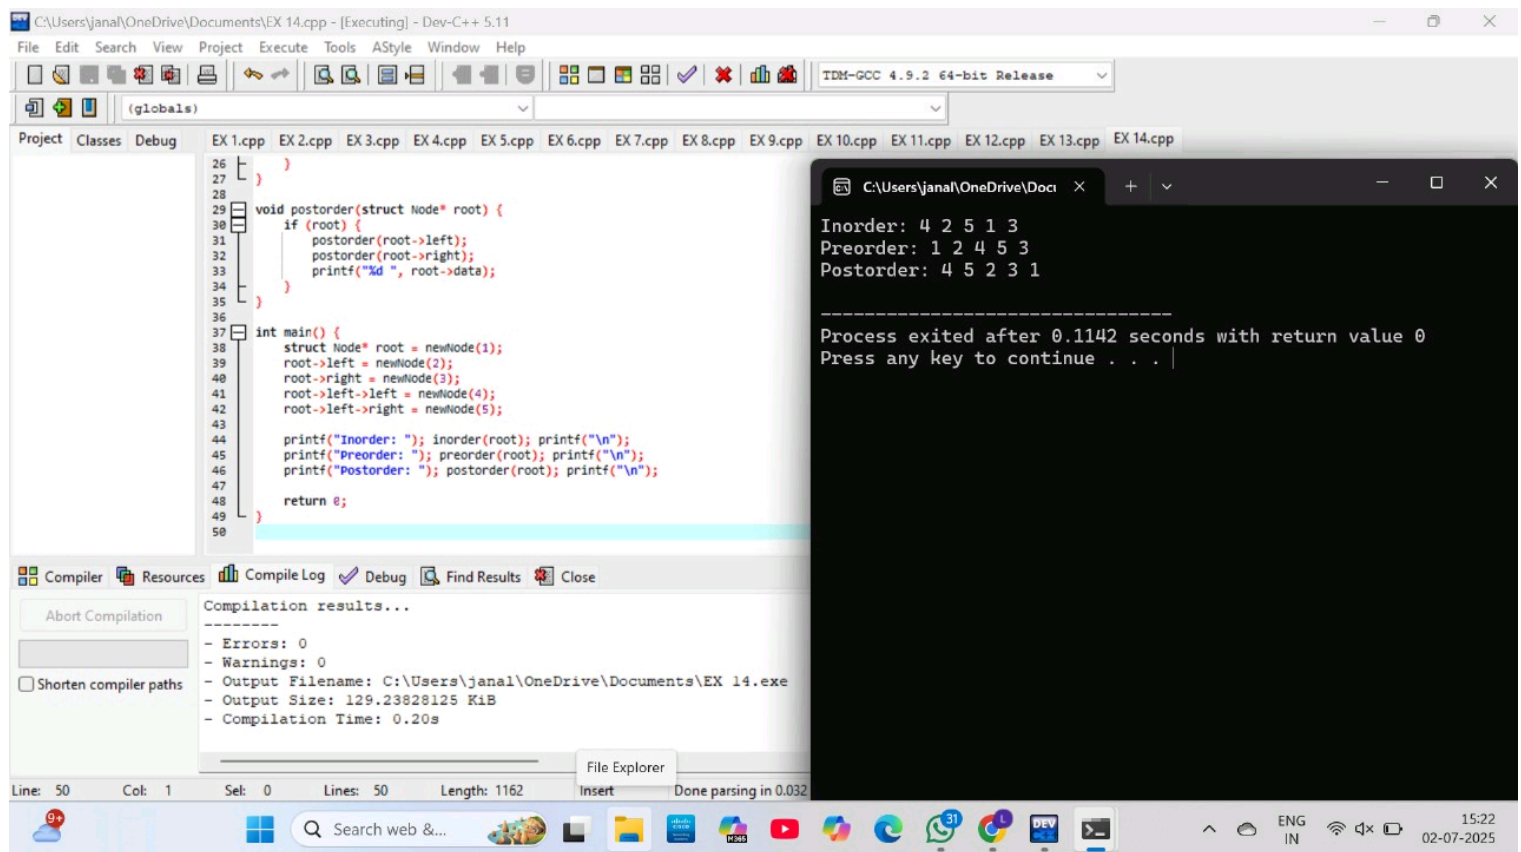 C:\Users\janal\OneDrive\Documents\EX 14.cpp - [Executing] - Dev-C++ 5.11
File Edit Search View Project Execute Tools AStyle Window Help
TDM-GCC 4.9.2 64-bit Release
(globals)
Project Classes Debug
EX 1.cpp EX 2.cpp EX 3.cpp EX 4.cpp EX 5.cpp EX 6.cpp EX 7.cpp EX 8.cpp EX 9.cpp EX 10.cpp EX 11.cpp EX 12.cpp EX 13.cpp EX 14.cpp
26 }
27 }
28
29 void postorder(struct Node* root) {
30 if (root) {
31 postorder(root->left);
32 postorder(root->right);
33 printf("%d ", root->data);
34 }
35 }
36
37 int main() {
38 struct Node* root = newNode(1);
39 root->left = newNode(2);
40 root->right = newNode(3);
41 root->left->left = newNode(4);
42 root->left->right = newNode(5);
43
44 printf("Inorder: "); inorder(root); printf("\n");
45 printf("Preorder: "); preorder(root); printf("\n");
46 printf("Postorder: "); postorder(root); printf("\n");
47
48 return 0;
49 }
50
C:\Users\janal\OneDrive\Doc
Inorder: 4 2 5 1 3
Preorder: 1 2 4 5 3
Postorder: 4 5 2 3 1
--------------------------------
Process exited after 0.1142 seconds with return value 0
Press any key to continue . . .
Compiler Resources Compile Log Debug Find Results Close
Abort Compilation
Shorten compiler paths
Compilation results...
--------
- Errors: 0
- Warnings: 0
- Output Filename: C:\Users\janal\OneDrive\Documents\EX 14.exe
- Output Size: 129.23828125 KiB
- Compilation Time: 0.20s
File Explorer
Line: 50 Col: 1 Sel: 0 Lines: 50 Length: 1162 Insert Done parsing in 0.032
9+
Search web &...
M365
31
L
DEV
ENG
IN
15:22
02-07-2025